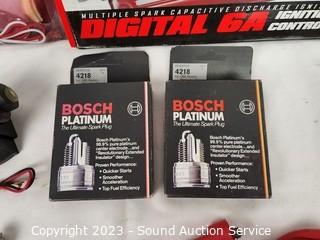 MULTIPLE SPARK CAPACITIVE DISCHARGE IGNI
DIGITAL 6A IGNITIO
CONTRO
4218
BOSCH
PLATINUM
The Ultimate Spark Plug
Bosch Platinum's
99.9% pure platinum
center electrode... and
"Revolutionary Extended
Insulator" design...
Proven Performance:
• Quicker Starts
• Smoother
Acceleration
• Top Fuel Efficiency
4218
BOSCH
PLATINUM
The Ultimate Spark Plug
Bosch Platinum's
99.9% pure platinum
center electrode... and
"Revolutionary Extended
Insulator" design...
Proven Performance:
• Quicker Starts
• Smoother
Acceleration
• Top Fuel Efficiency
Copyright 2023 - Sound Auction Service